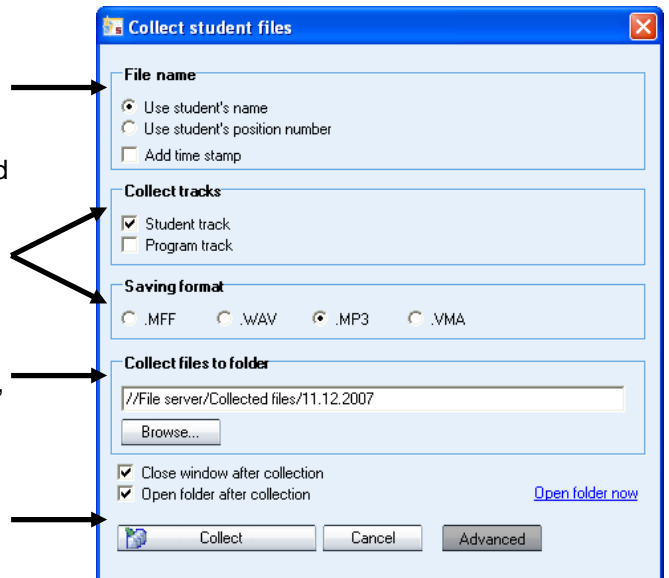 Collect student files
File name
Use student's name
Use student's position number
Add time stamp
d
Collect tracks
Student track
Program track
Saving format
.MFF .WAV .MP3 .VMA
Collect files to folder
,
//File server/Collected files/11.12.2007
Browse...
Close window after collection
Open folder after collection Open folder now
Collect Cancel Advanced